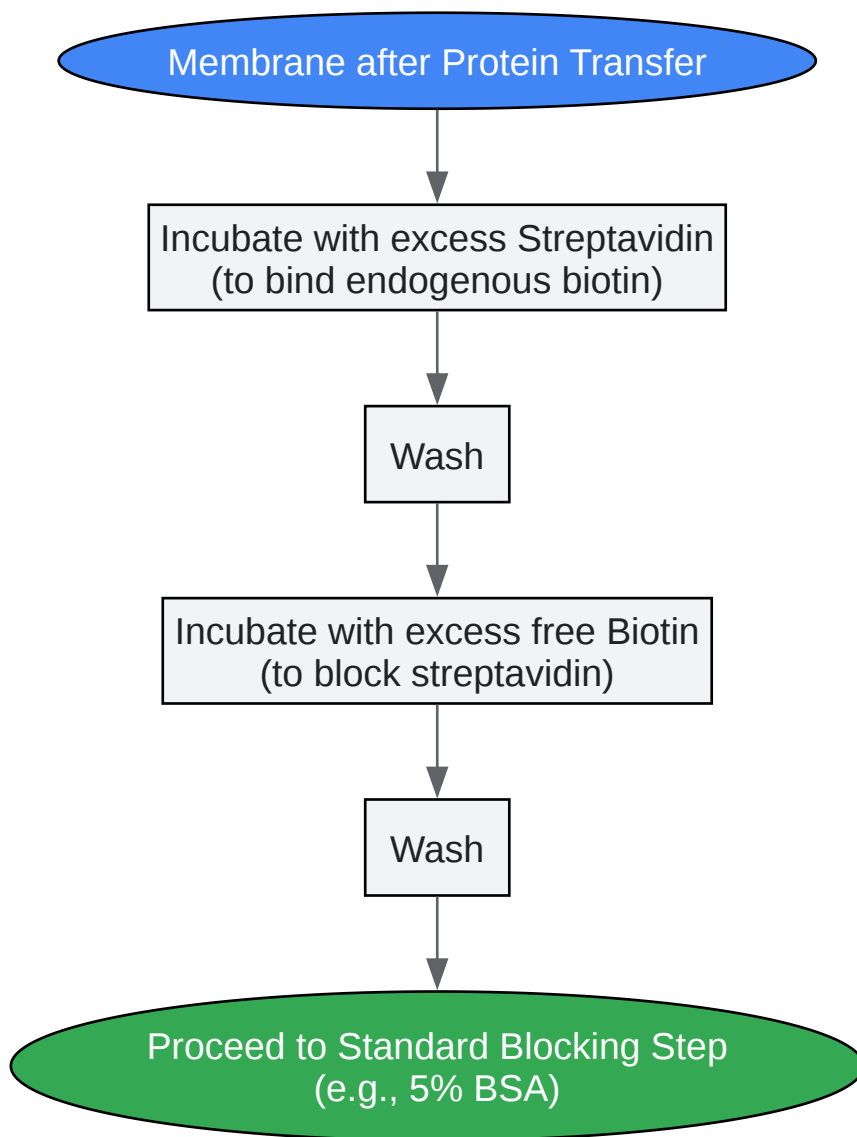 Membrane after Protein Transfer
Incubate with excess Streptavidin
(to bind endogenous biotin)
Wash
Incubate with excess free Biotin
(to block streptavidin)
Wash
Proceed to Standard Blocking Step
(e.g., 5% BSA)